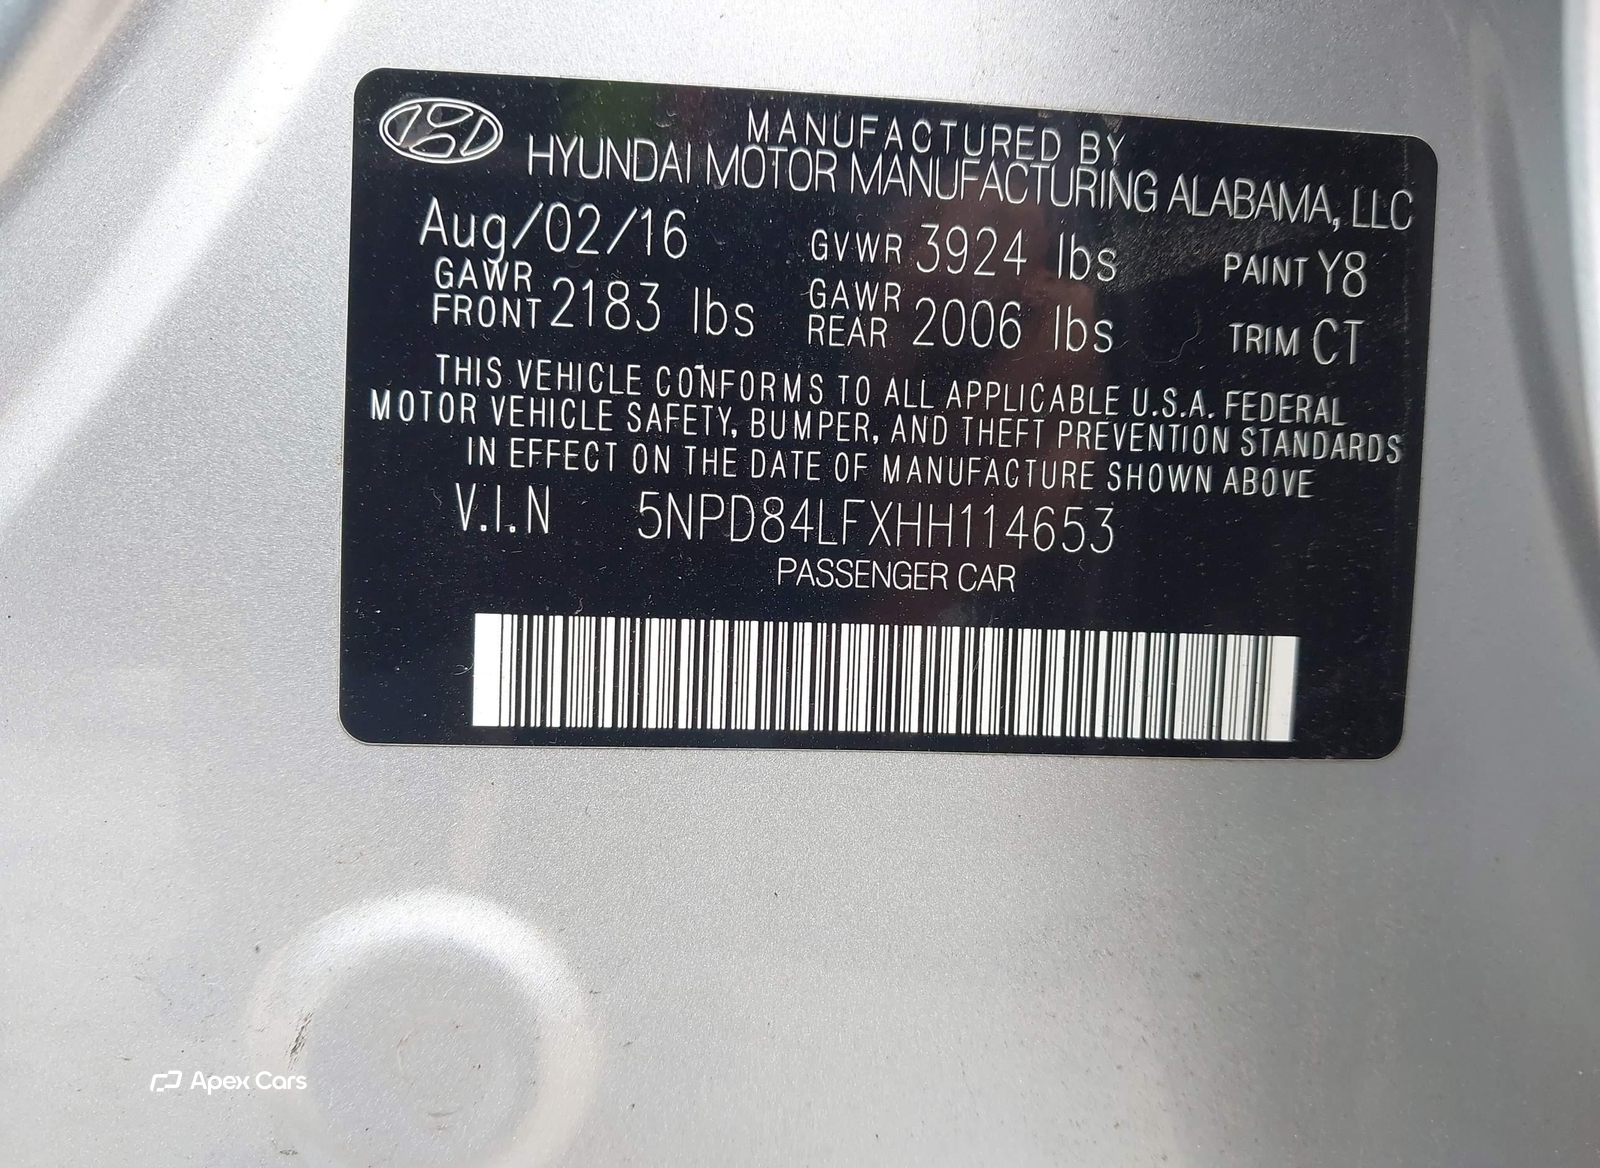 MANUFACTURED BY
HYUNDAI MOTOR MANUFACTURING ALABAMA, LLC
Aug/02/16 GVWR 3924 lbs PAINT Y8
GAWR FRONT 2183 lbs GAWR REAR 2006 lbs TRIM CT
THIS VEHICLE CONFORMS TO ALL APPLICABLE U.S.A. FEDERAL
MOTOR VEHICLE SAFETY, BUMPER, AND THEFT PREVENTION STANDARDS
IN EFFECT ON THE DATE OF MANUFACTURE SHOWN ABOVE
V.I.N 5NPD84LFXHH114653
PASSENGER CAR
Apex Cars